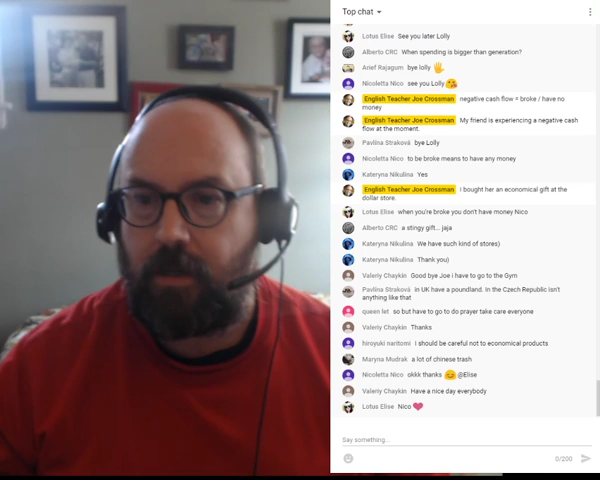 Top chat
Lotus Elise See you later Lolly
Alberto CRC When spending is bigger than generation?
Arief Rajagum bye lolly
Nicoletta Nico see you Lolly
English Teacher Joe Crossman negative cash flow = broke / have no
money
English Teacher Joe Crossman My friend is experiencing a negative cash
flow at the moment.
Pavlína Straková bye Lolly
Nicoletta Nico to be broke means to have any money
Kateryna Nikulina Yes
English Teacher Joe Crossman I bought her an economical gift at the
dollar store.
Lotus Elise when you're broke you don't have money Nico
Alberto CRC a stingy gift... jaja
Kateryna Nikulina We have such kind of stores)
Kateryna Nikulina Thank you)
Valeriy Chaykin Good bye Joe i have to go to the Gym
Pavlína Straková in UK have a poundland. In the Czech Republic isn't
anything like that
queen let so but have to go to do prayer take care everyone
Valeriy Chaykin Thanks
hiroyuki naritomi I should be careful not to economical products
Maryna Mudrak a lot of chinese trash
Nicoletta Nico okkk thanks @Elise
Valeriy Chaykin Have a nice day everybody
Lotus Elise Nico
Say something...
0/200